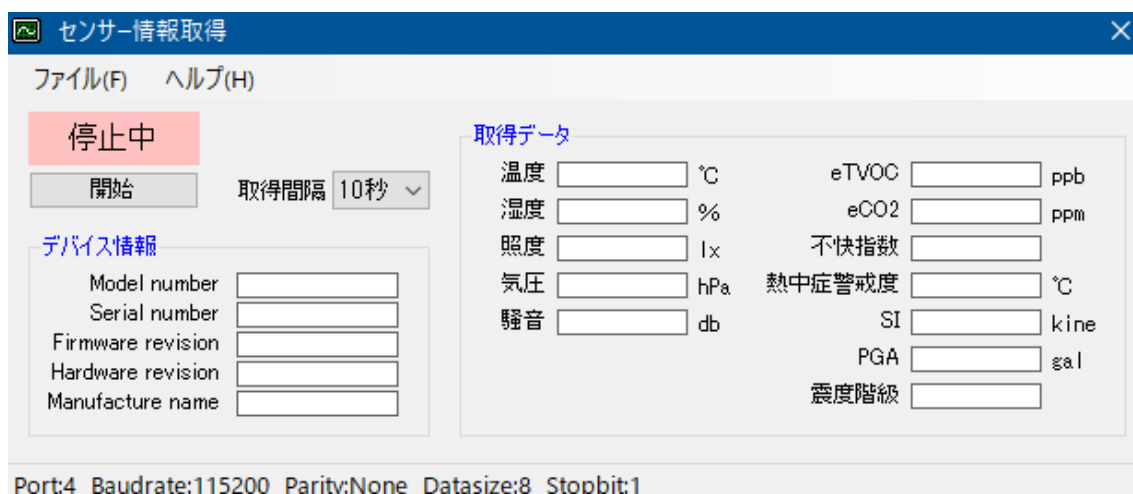 センサー情報取得
ファイル(F) ヘルプ(H)
停止中
開始 取得間隔 10秒
デバイス情報
Model number
Serial number
Firmware revision
Hardware revision
Manufacture name
取得データ
温度 ℃
湿度 %
照度 lx
気圧 hPa
騒音 db
eTVOC ppb
eCO2 ppm
不快指数
熱中症警戒度 ℃
SI kine
PGA gal
震度階級
Port:4 Baudrate:115200 Parity:None Datasize:8 Stopbit:1